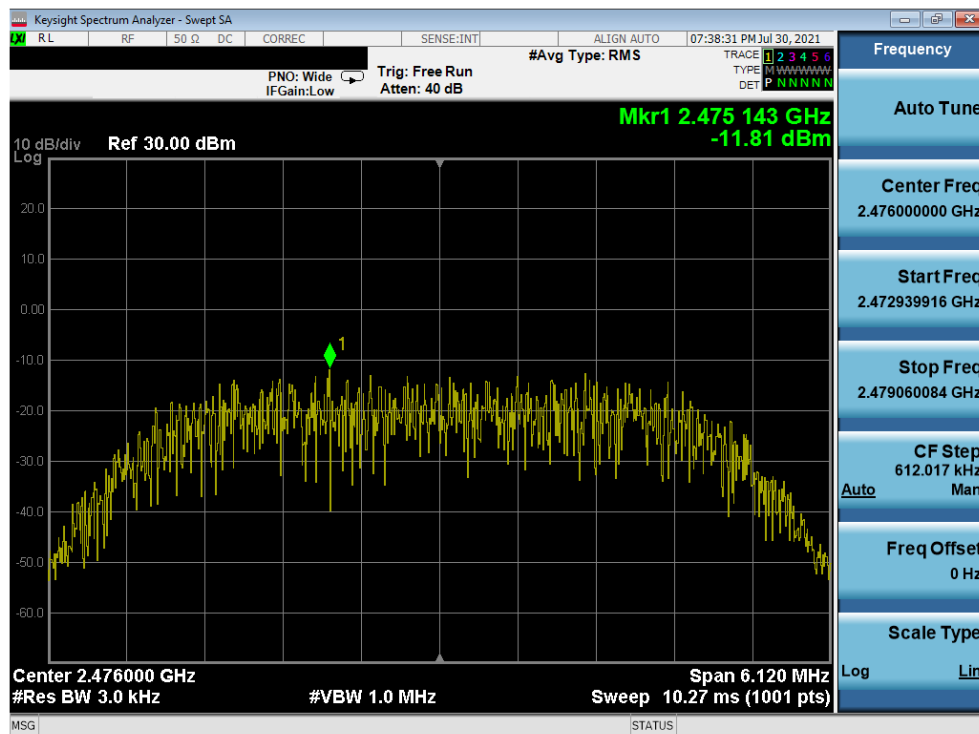 Keysight Spectrum Analyzer - Swept SA
LXI RL RF 50 Ω DC CORREC SENSE:INT ALIGN AUTO 07:38:31 PM Jul 30, 2021
#Avg Type: RMS TRACE 1 2 3 4 5 6
PNO: Wide Trig: Free Run TYPE M WWWWW
IFGain:Low Atten: 40 dB DET P N N N N N
Mkr1 2.475 143 GHz
-11.81 dBm
10 dB/div Ref 30.00 dBm
Log
20.0
10.0
0.00
-10.0
1
-20.0
-30.0
-40.0
-50.0
-60.0
Center 2.476000 GHz Span 6.120 MHz
#Res BW 3.0 kHz #VBW 1.0 MHz Sweep 10.27 ms (1001 pts)
MSG STATUS
Frequency
Auto Tune
Center Freq
2.476000000 GHz
Start Freq
2.472939916 GHz
Stop Freq
2.479060084 GHz
CF Step
612.017 kHz
Auto Man
Freq Offset
0 Hz
Scale Type
Log Lin